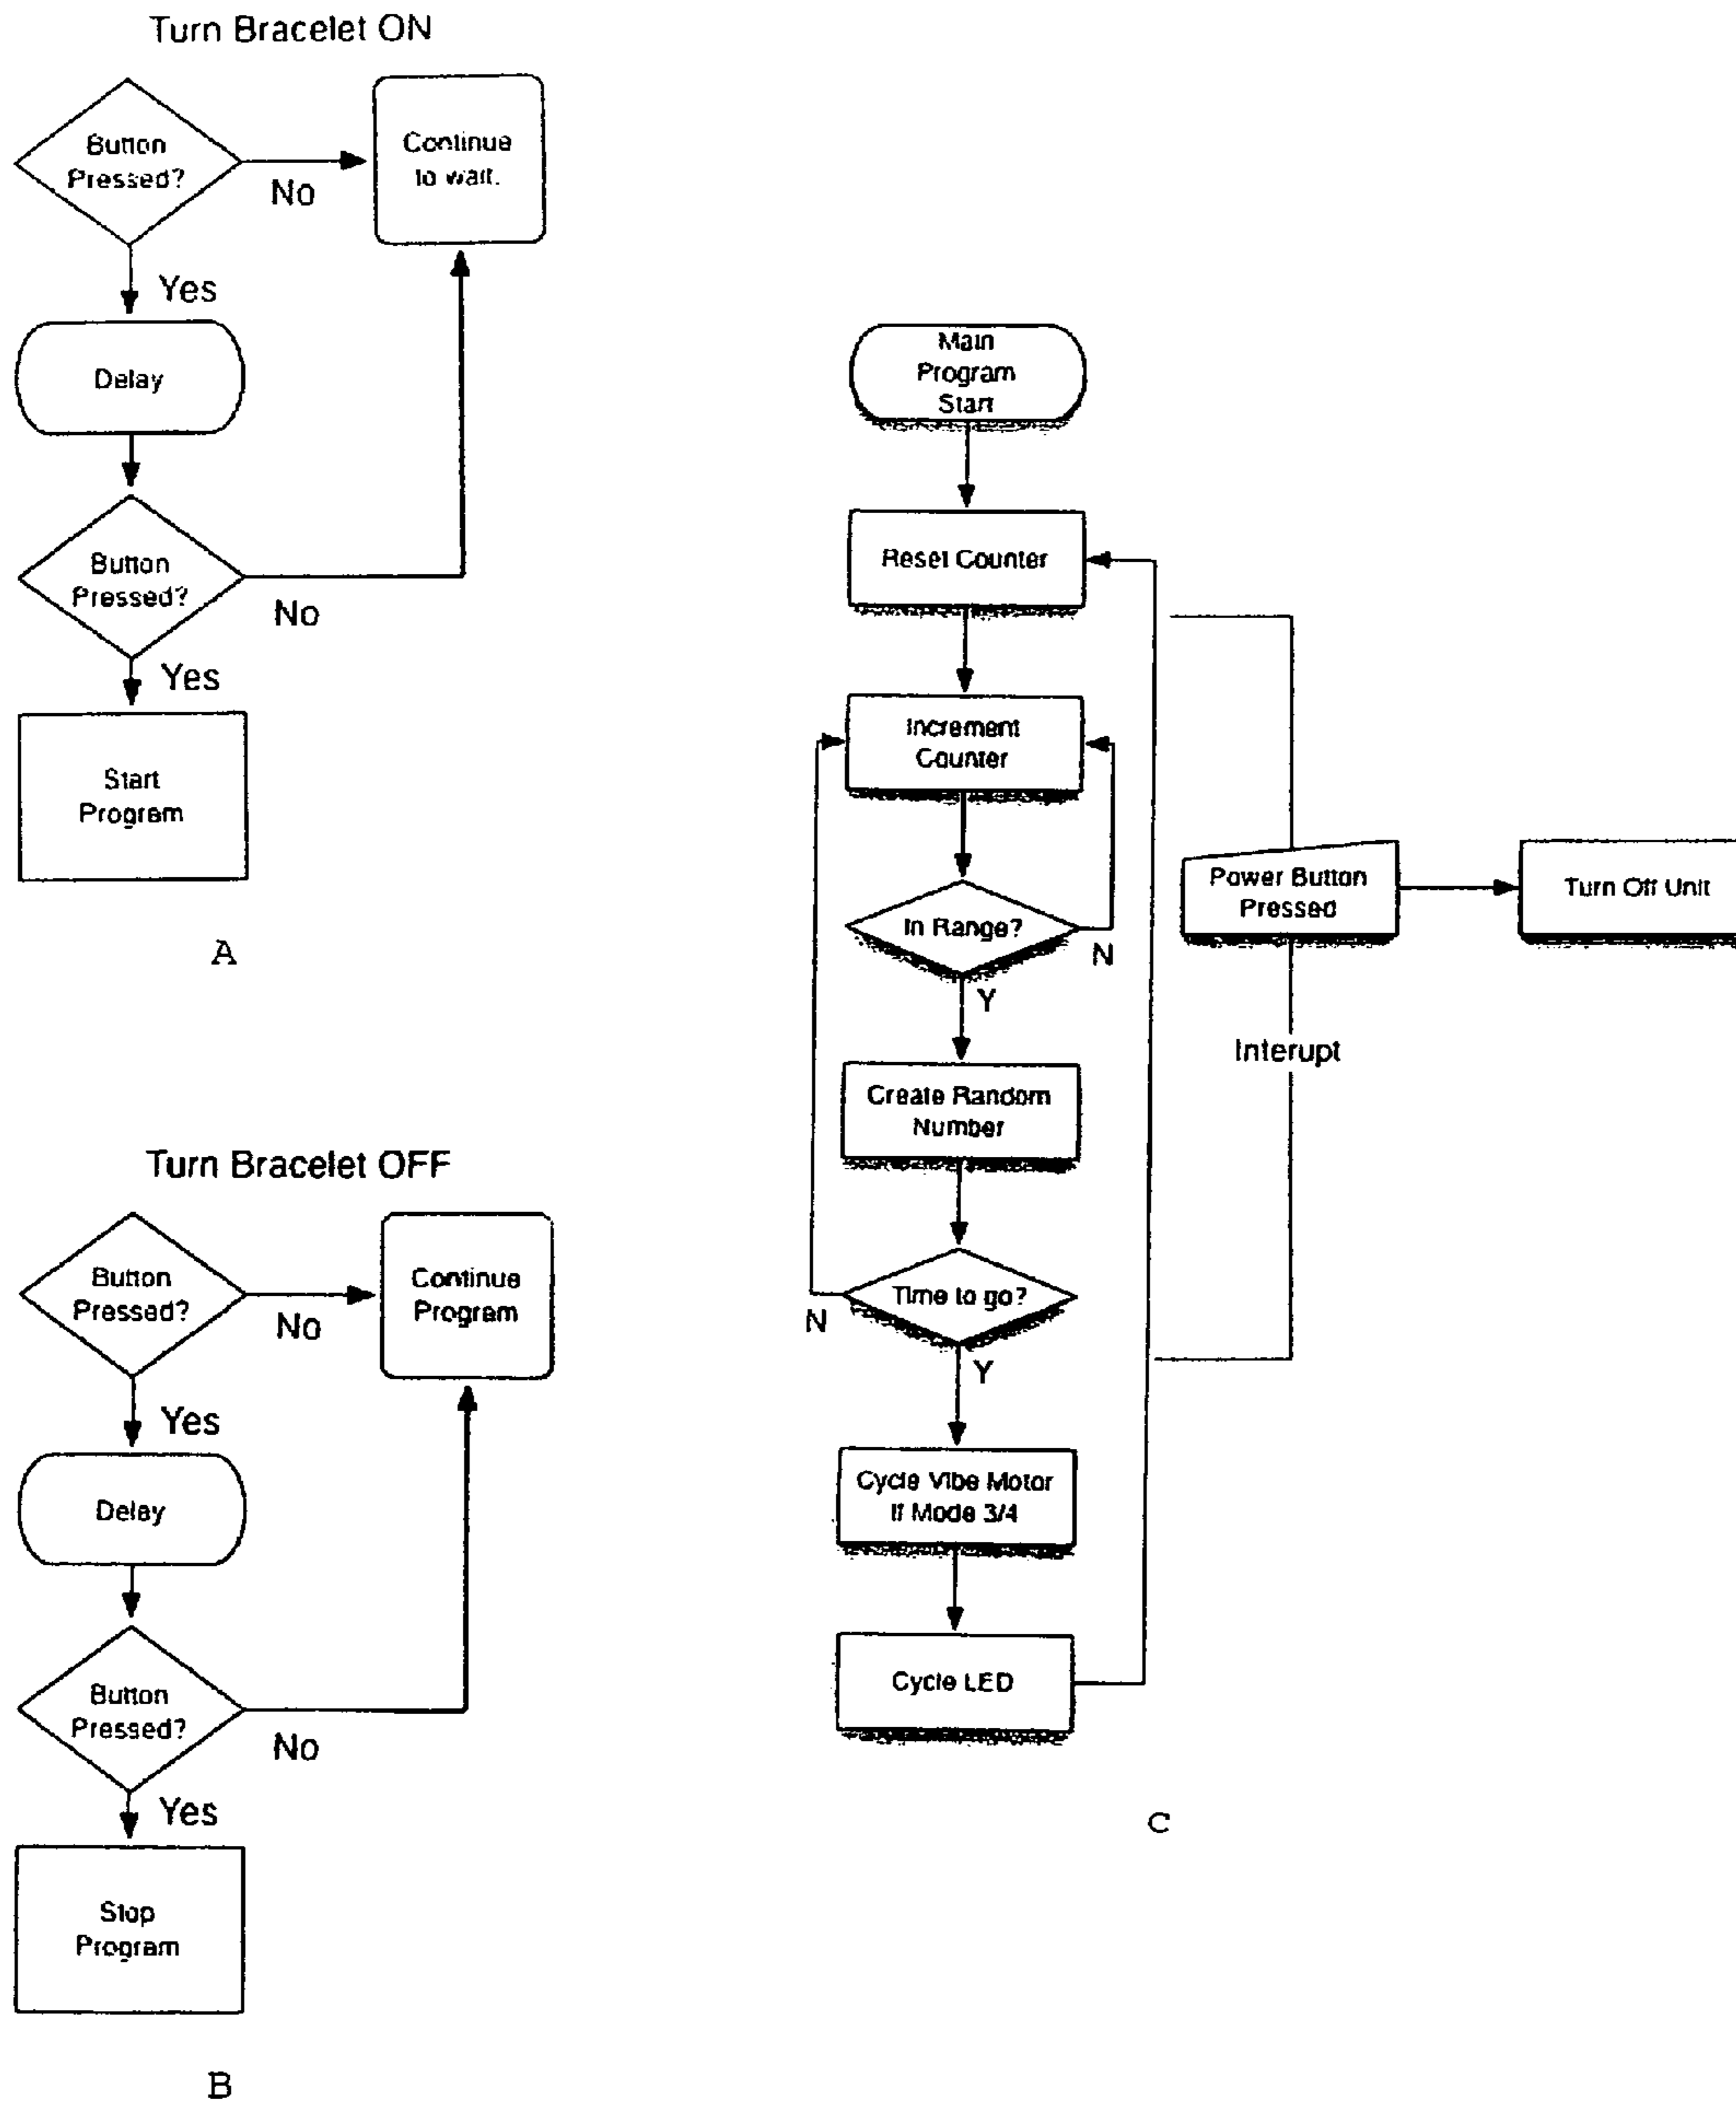 Turn Bracelet ON
Button
Pressed?
No
Continue
to wait.
Yes
Delay
Button
Pressed?
No
Yes
Start
Program
A
Turn Bracelet OFF
Button
Pressed?
No
Continue
Program
Yes
Delay
Button
Pressed?
No
Yes
Stop
Program
B
Main
Program
Start
Reset Counter
Increment
Counter
In Range?
N
Y
Create Random
Number
Time to go?
N
Y
Cycle Vibe Motor
If Mode 3/4
Cycle LED
Power Button
Pressed
Turn Off Unit
Interupt
C